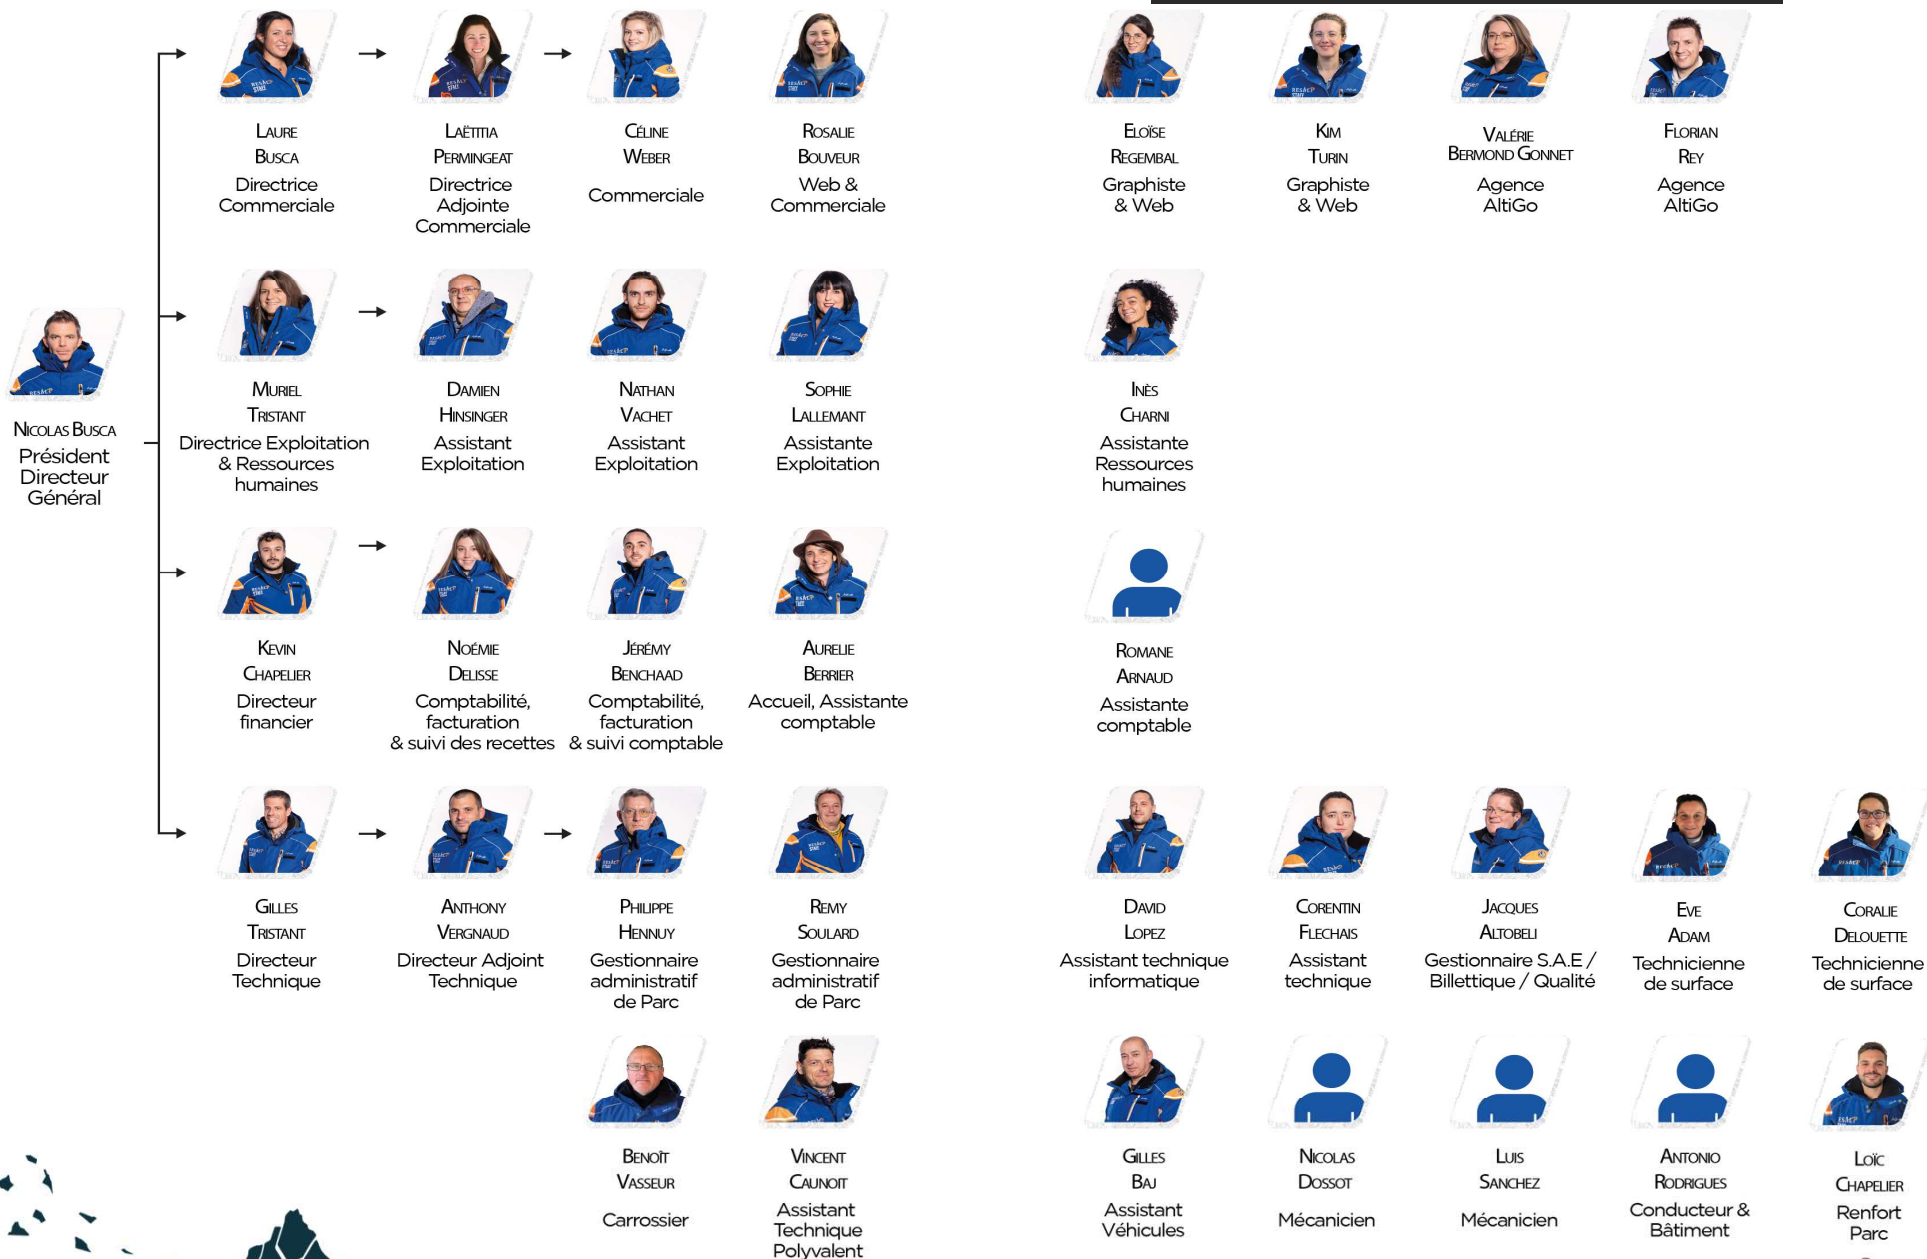 LAURE
BUSCA
Directrice
Commerciale
LAËTITIA
PERMINGEAT
Directrice
Adjointe
Commerciale
CÉLINE
WEBER
Commerciale
ROSALIE
BOUVEUR
Web &
Commerciale
ELOÏSE
REGEMBAL
Graphiste
& Web
KIM
TURIN
Graphiste
& Web
VALÉRIE
BERMOND GONNET
Agence
AltiGo
FLORIAN
REY
Agence
AltiGo
NICOLAS BUSCA
Président
Directeur
Général
MURIEL
TRISTANT
Directrice Exploitation
& Ressources
humaines
DAMIEN
HINSINGER
Assistant
Exploitation
NATHAN
VACHET
Assistant
Exploitation
SOPHIE
LALLEMANT
Assistante
Exploitation
INÈS
CHARNI
Assistante
Ressources
humaines
KEVIN
CHAPELIER
Directeur
financier
NOÉMIE
DELISSE
Comptabilité,
facturation
& suivi des recettes
JÉRÉMY
BENCHAAD
Comptabilité,
facturation
& suivi comptable
AURELIE
BERRIER
Accueil, Assistante
comptable
ROMANE
ARNAUD
Assistante
comptable
GILLES
TRISTANT
Directeur
Technique
ANTHONY
VERGNAUD
Directeur Adjoint
Technique
PHILIPPE
HENNUY
Gestionnaire
administratif
de Parc
REMY
SOULARD
Gestionnaire
administratif
de Parc
DAVID
LOPEZ
Assistant technique
informatique
CORENTIN
FLECHAIS
Assistant
technique
JACQUES
ALTOBELI
Gestionnaire S.A.E /
Billettique / Qualité
EVE
ADAM
Technicienne
de surface
CORALIE
DELOUETTE
Technicienne
de surface
BENOÎT
VASSEUR
Carrossier
VINCENT
CAUNOIT
Assistant
Technique
Polyvalent
GILLES
BAJ
Assistant
Véhicules
NICOLAS
DOSSOT
Mécanicien
LUIS
SANCHEZ
Mécanicien
ANTONIO
RODRIGUES
Conducteur &
Bâtiment
LOÏC
CHAPELIER
Renfort
Parc